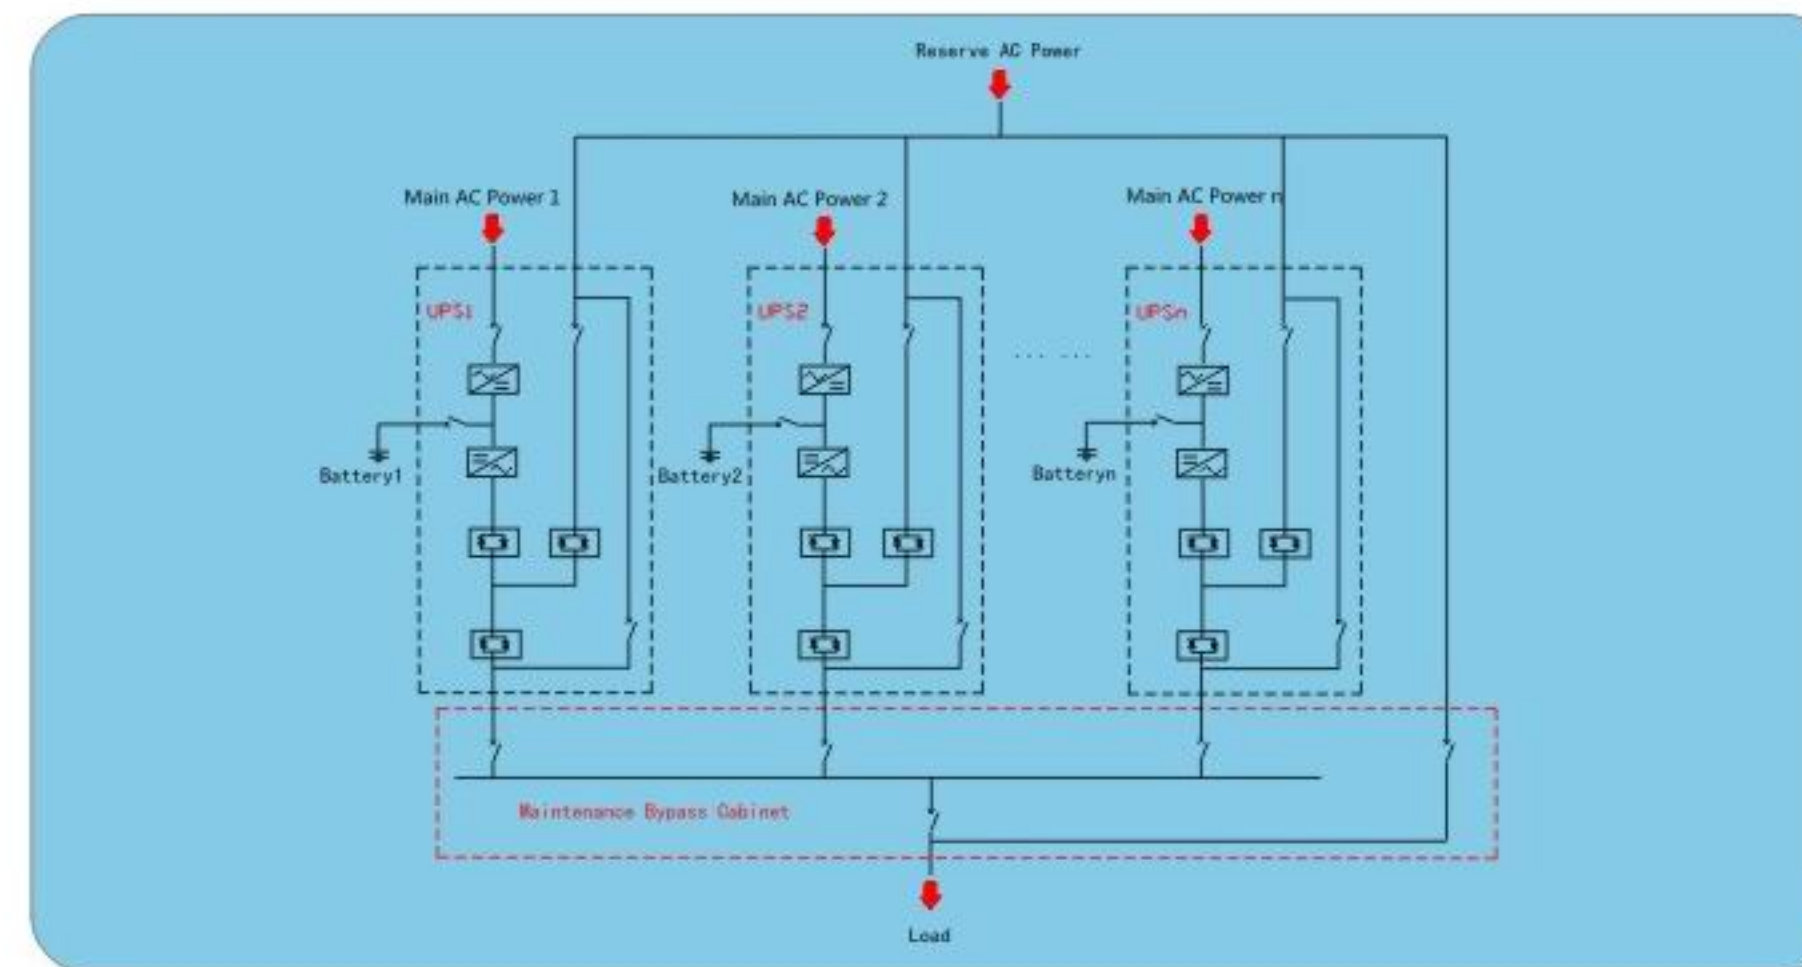 Reserve AC Power
Main AC Power 1
Main AC Power 2
Main AC Power n
UPS1
UPS2
UPSn
... ...
Battery1
Battery2
Batteryn
Maintenance Bypass Cabinet
Load